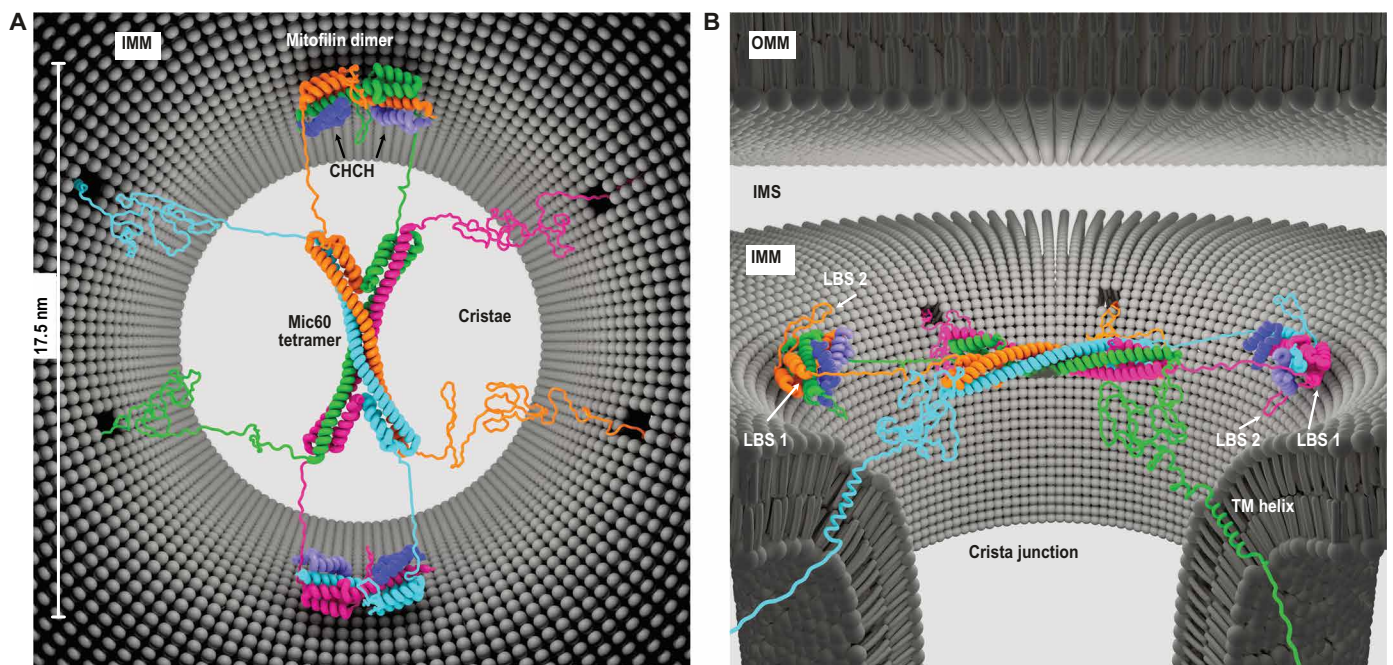 A
IMM
Mitofilin dimer
CHCH
17.5 nm
Mic60
tetramer
Cristae
B
OMM
IMS
IMM
LBS 2
LBS 1
LBS 2
LBS 1
TM helix
Crista junction